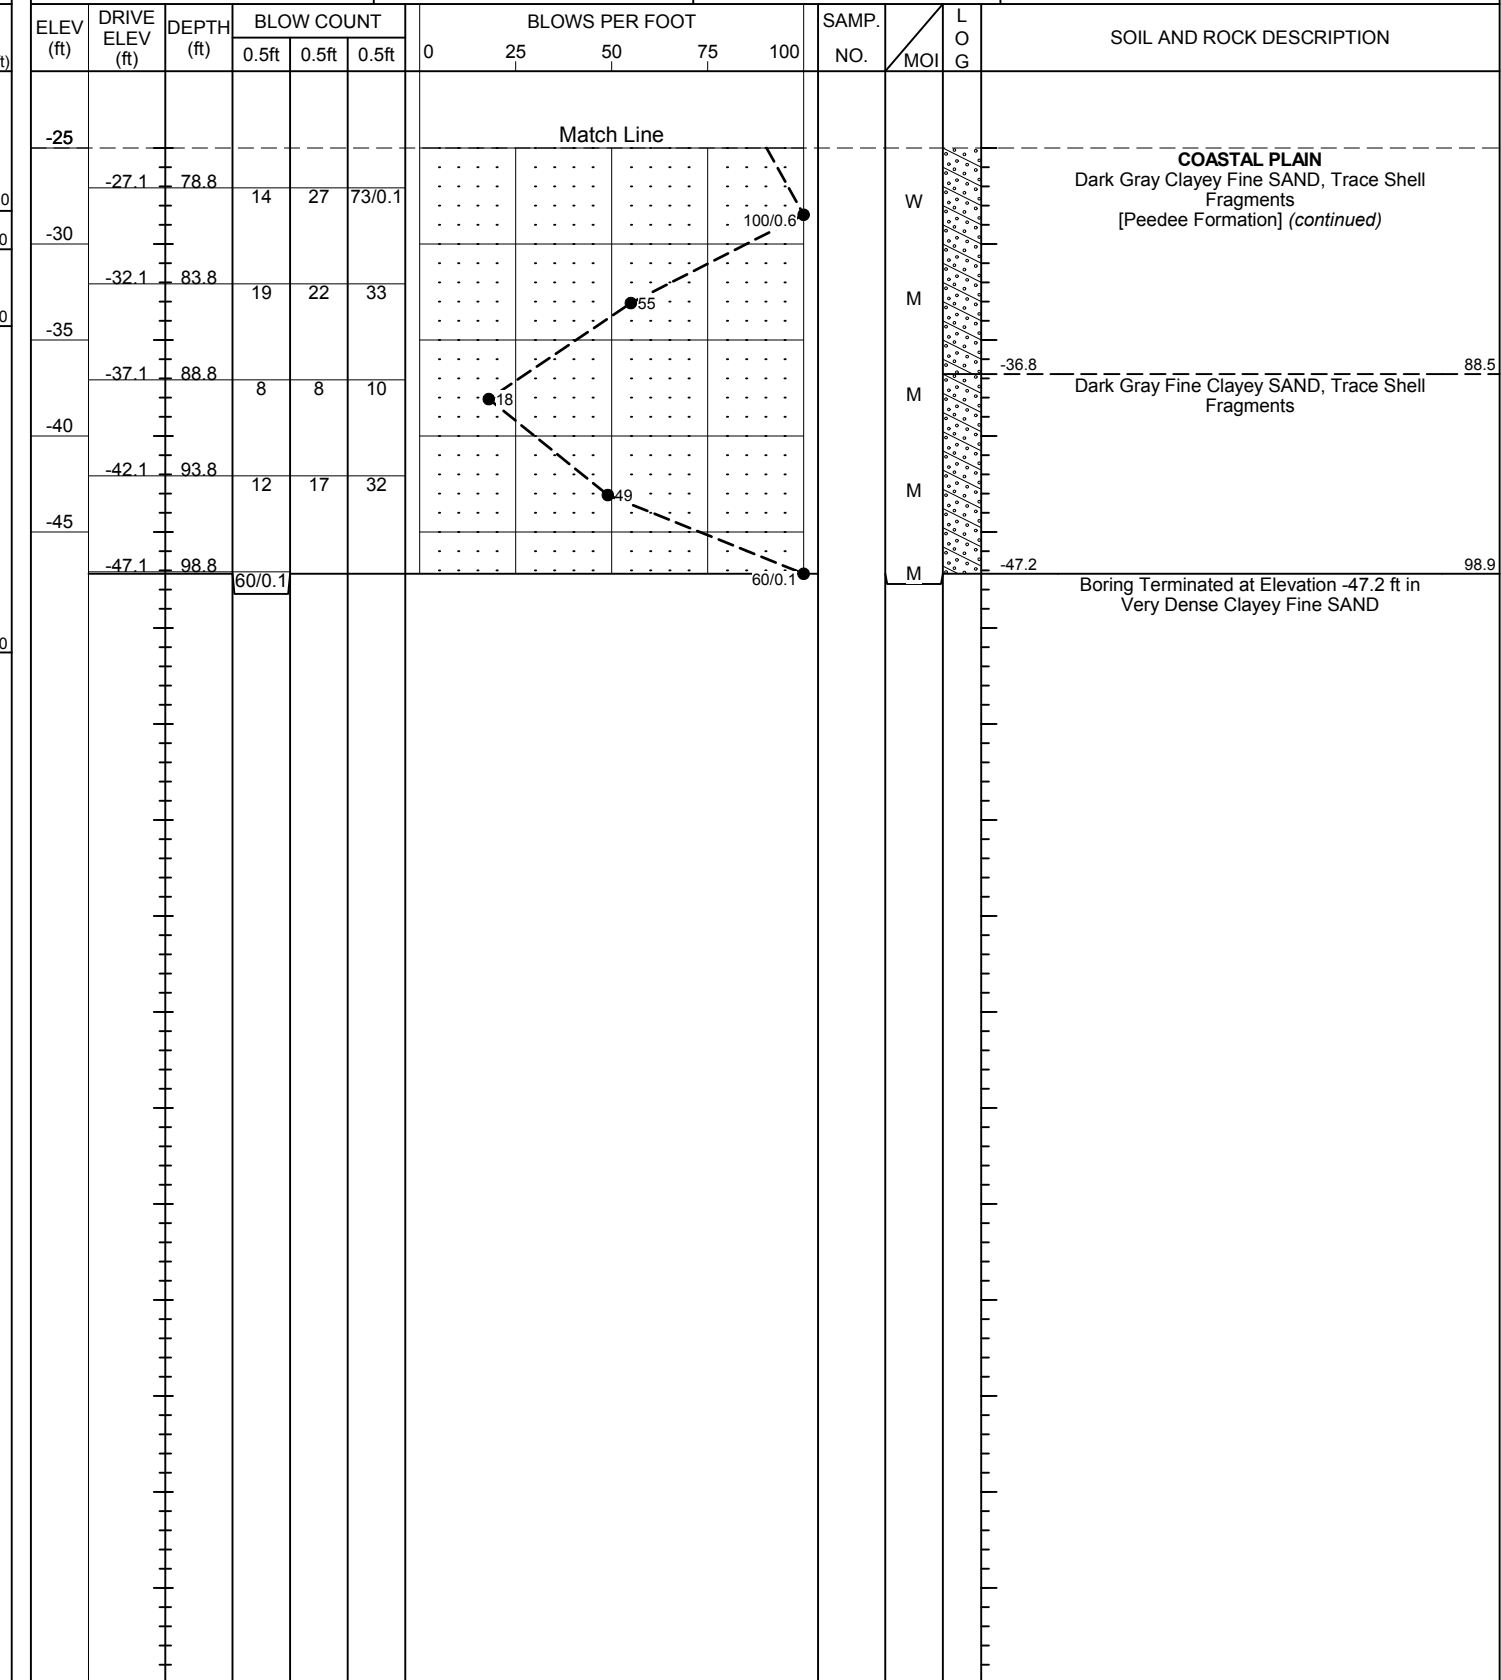 ELEV (ft) DRIVE ELEV (ft) DEPTH (ft) BLOW COUNT 0.5ft 0.5ft 0.5ft BLOWS PER FOOT 0 25 50 75 100 SAMP. NO. MOI L O G SOIL AND ROCK DESCRIPTION
t)
Match Line
-25
COASTAL PLAIN
Dark Gray Clayey Fine SAND, Trace Shell
Fragments
[Peedee Formation] (continued)
-27.1 78.8 14 27 73/0.1 W
0
100/0.6
-30
0
-32.1 83.8 19 22 33 M
55
0
-35
-36.8 88.5
-37.1 88.8 8 8 10 M
Dark Gray Fine Clayey SAND, Trace Shell
Fragments
18
-40
-42.1 93.8 12 17 32 M
49
-45
-47.1 98.8 60/0.1 60/0.1 M
-47.2 98.9
Boring Terminated at Elevation -47.2 ft in
Very Dense Clayey Fine SAND
0